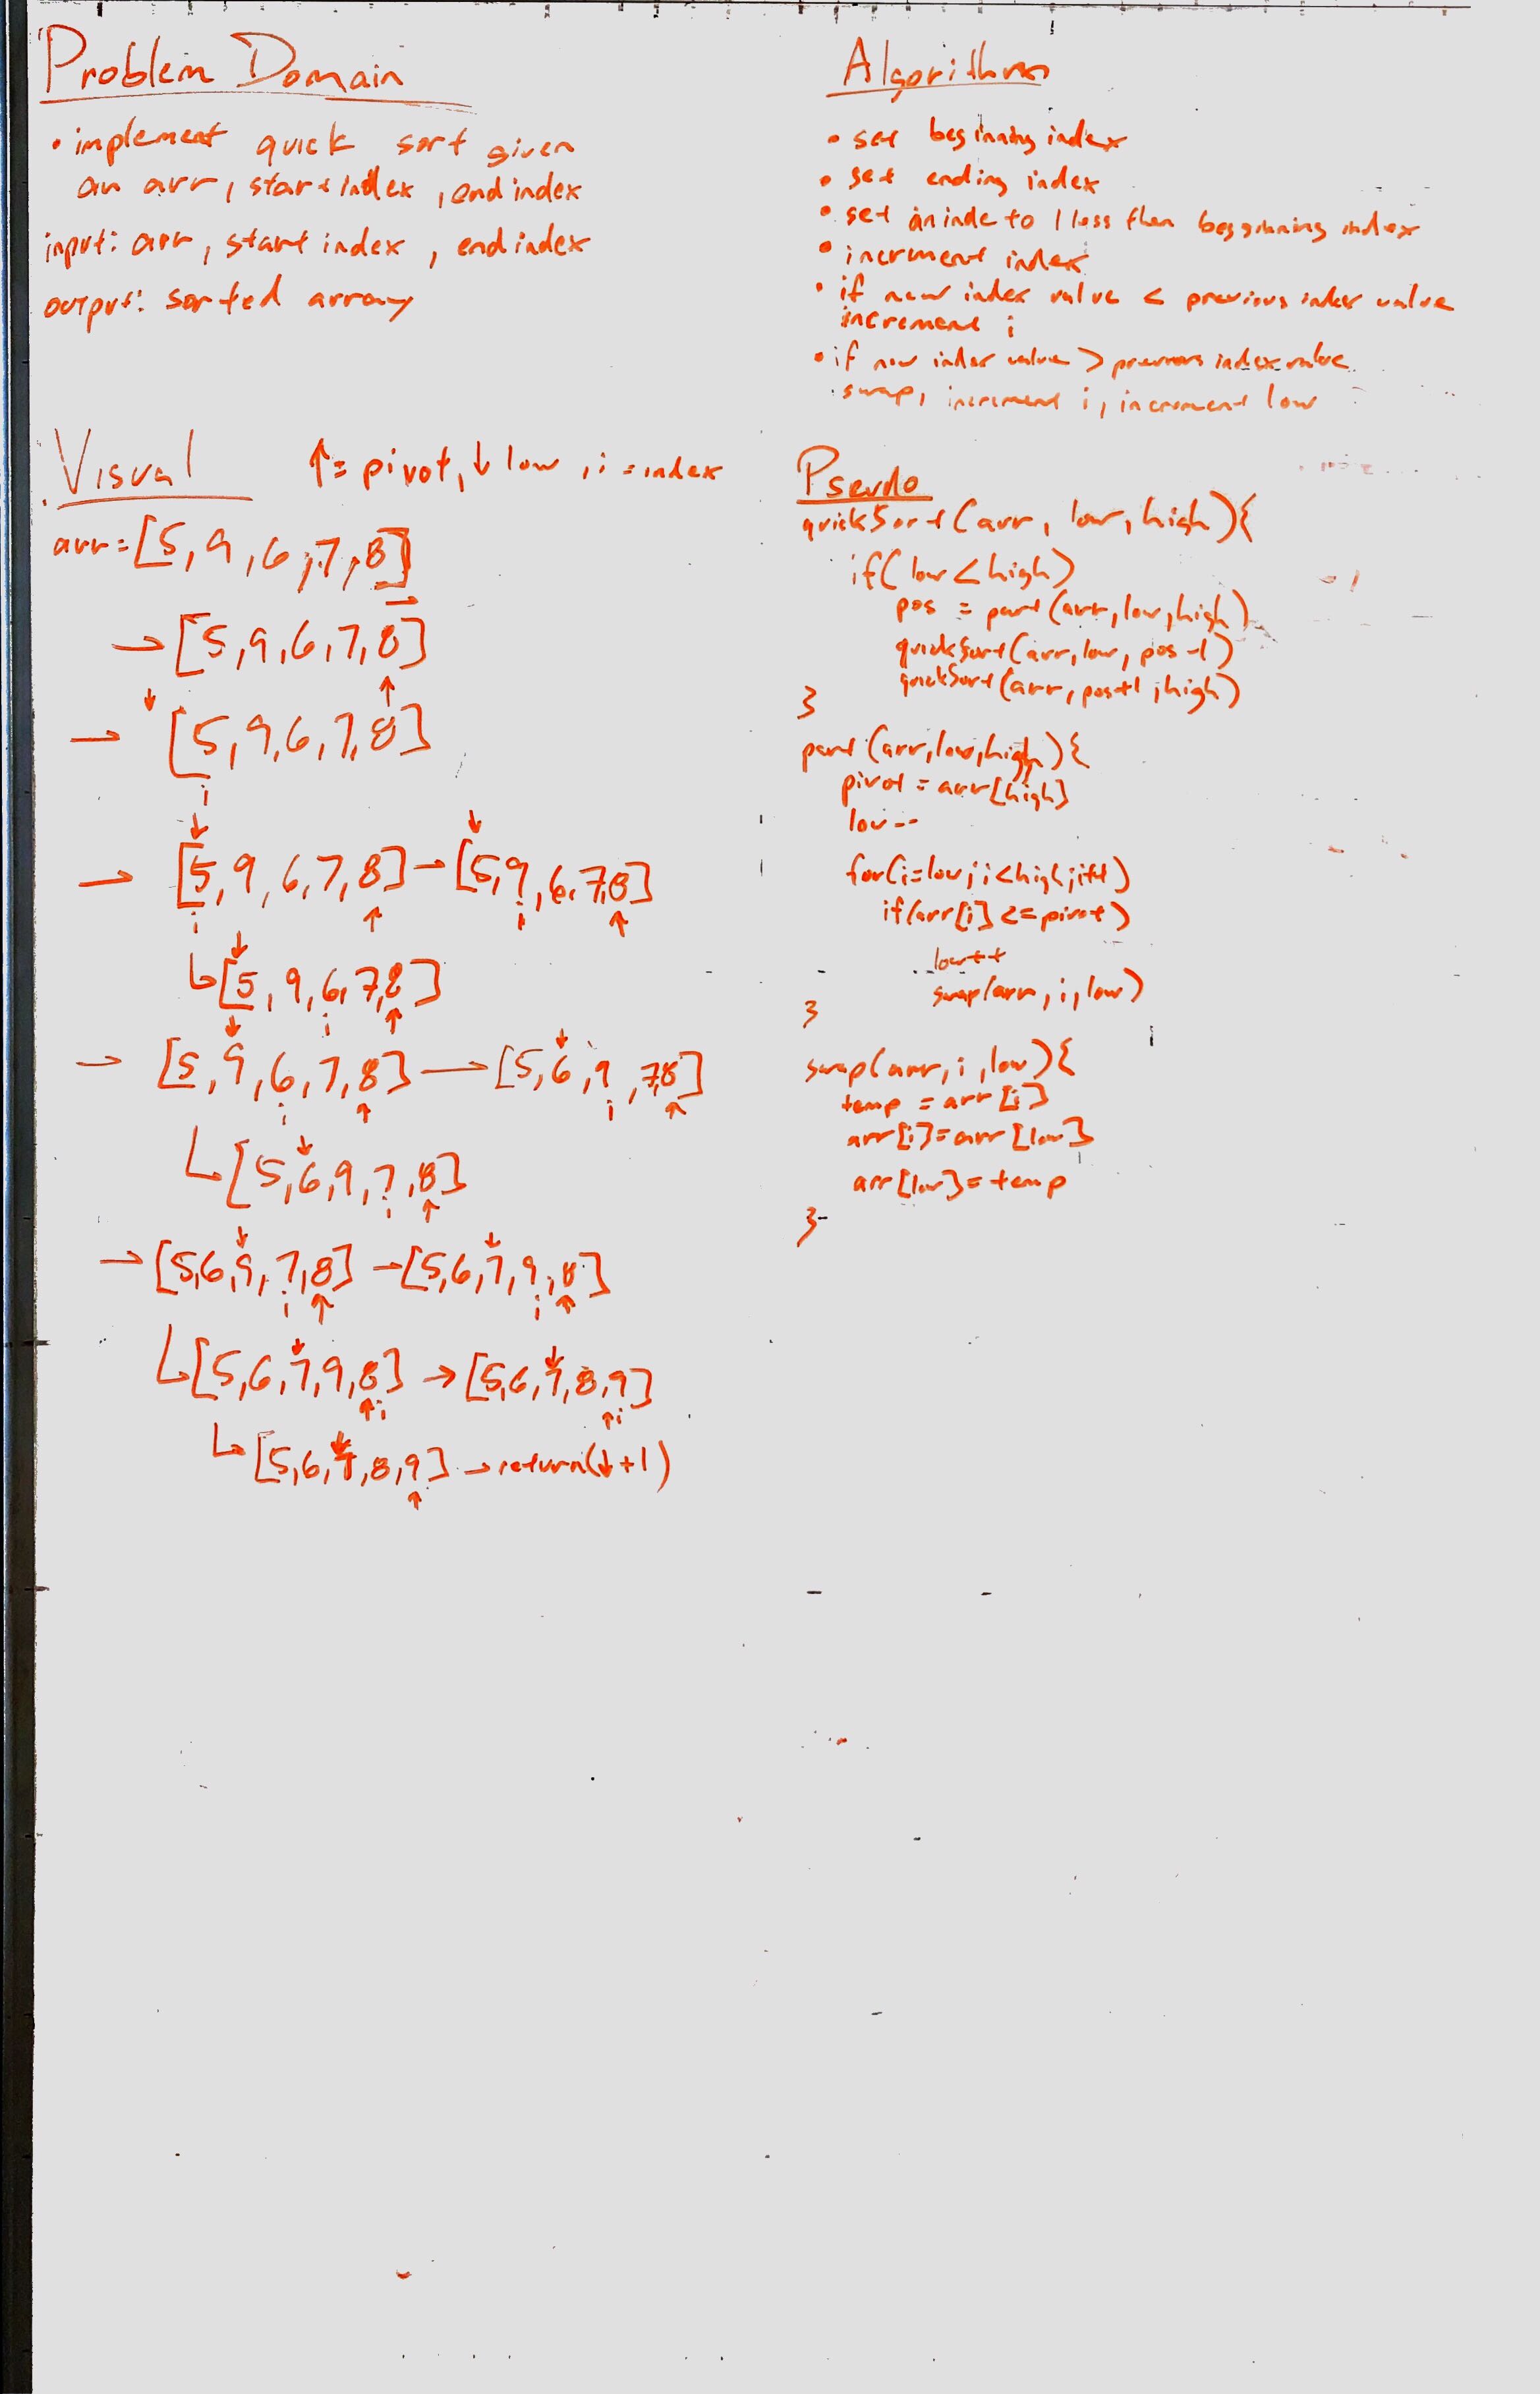 Problem Domain
• implement quick sort given
an arr, start index, end index
input: arr, start index, end index
output: sorted array
Visual ↑= pivot, ↓ low, i = index
arr=[5, 9, 6, 7, 8]
→ [5, 9, 6, 7, 8]
↑
↓
→ [5, 9, 6, 7, 8]
i
↓ ↓
→ [5, 9, 6, 7, 8] → [5, 9, 6, 7, 8]
i ↑ i ↑
↓
↳[5, 9, 6, 7, 8]
i ↑
↓ ↓
→ [5, 9, 6, 7, 8] → [5, 6, 9, 7, 8]
i ↑ i ↑
↓
↳[5, 6, 9, 7, 8]
i ↑
↓ ↓
→ [5, 6, 9, 7, 8] → [5, 6, 7, 9, 8]
i ↑ i ↑
↓ ↓
↳[5, 6, 7, 9, 8] → [5, 6, 7, 8, 9]
↑ i ↑ i
↓
↳ [5, 6, 7, 8, 9] → return(↓+1)
↑
Algorithm
• set beginning index
• set ending index
• set an inde to 1 less then begginning index
• increment index
• if new index value < previous index value
increment i
• if new index value > previous index value
swap, increment i, increment low
Pseudo
quickSort(arr, low, high){
if(low < high)
pos = part(arr, low, high)
quickSort(arr, low, pos-1)
quickSort(arr, pos+1, high)
}
part(arr, low, high){
pivot = arr[high]
low--
for(i=low; i<high; i++)
if(arr[i] <= pivot)
low++
swap(arr, i, low)
}
swap(arr, i, low){
temp = arr[i]
arr[i]=arr[low]
arr[low]=temp
}